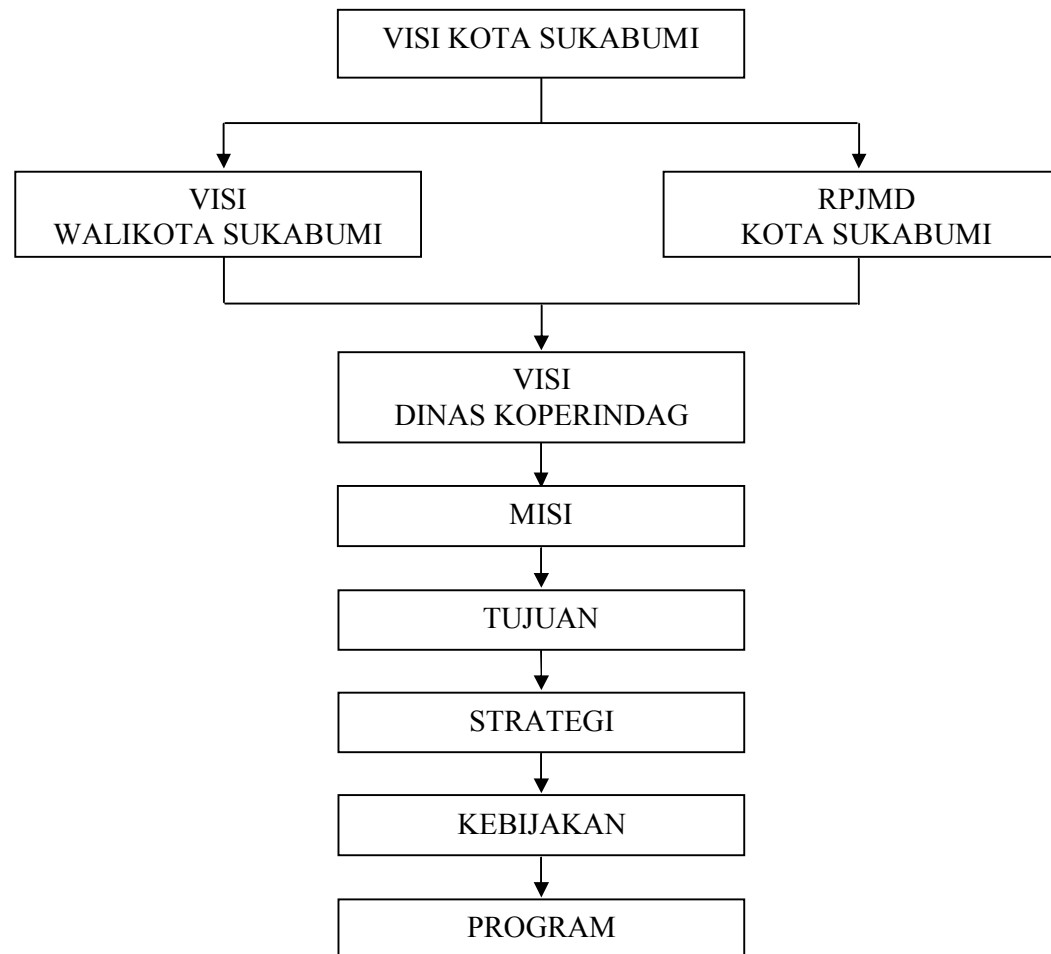 VISI KOTA SUKABUMI
VISI
WALIKOTA SUKABUMI
RPJMD
KOTA SUKABUMI
VISI
DINAS KOPERINDAG
MISI
TUJUAN
STRATEGI
KEBIJAKAN
PROGRAM